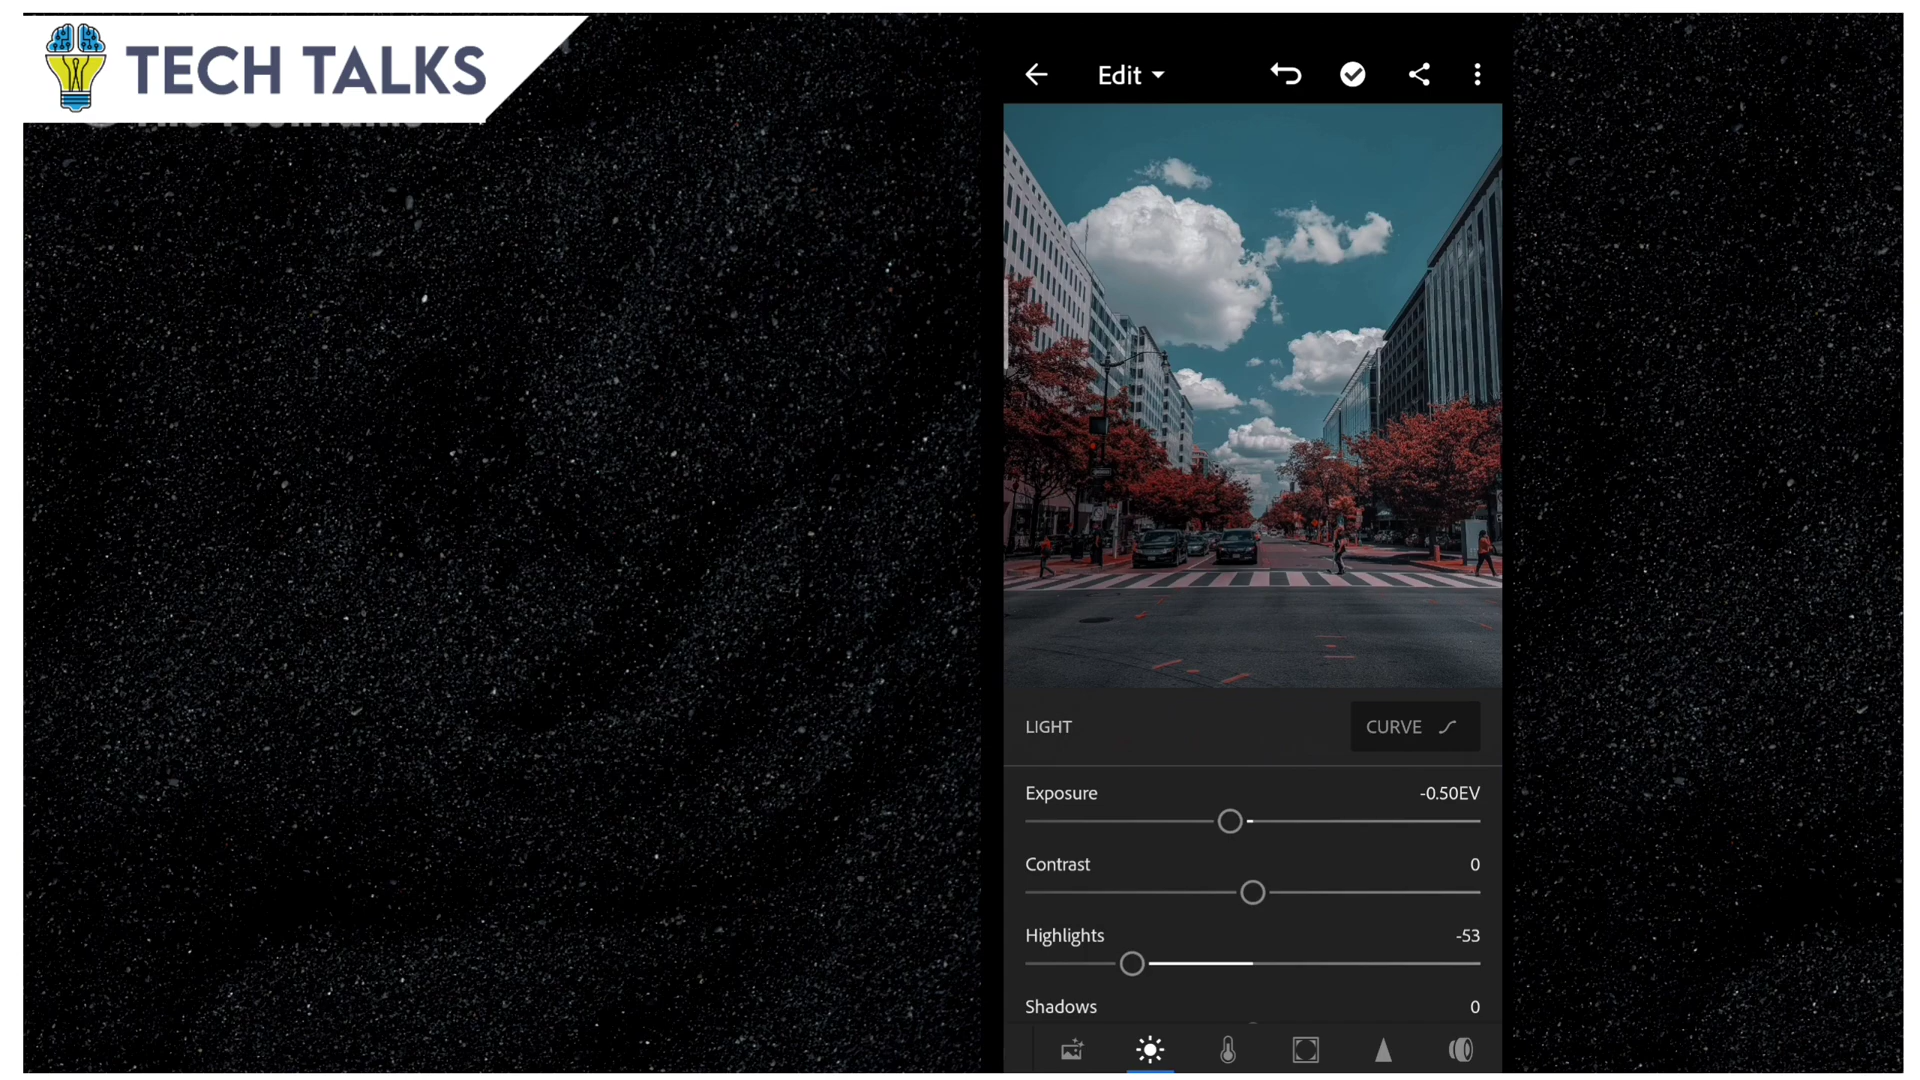 TECH TALKS
Edit
LIGHT
CURVE
Exposure
-0.50EV
Contrast
0
Highlights
-53
Shadows
0